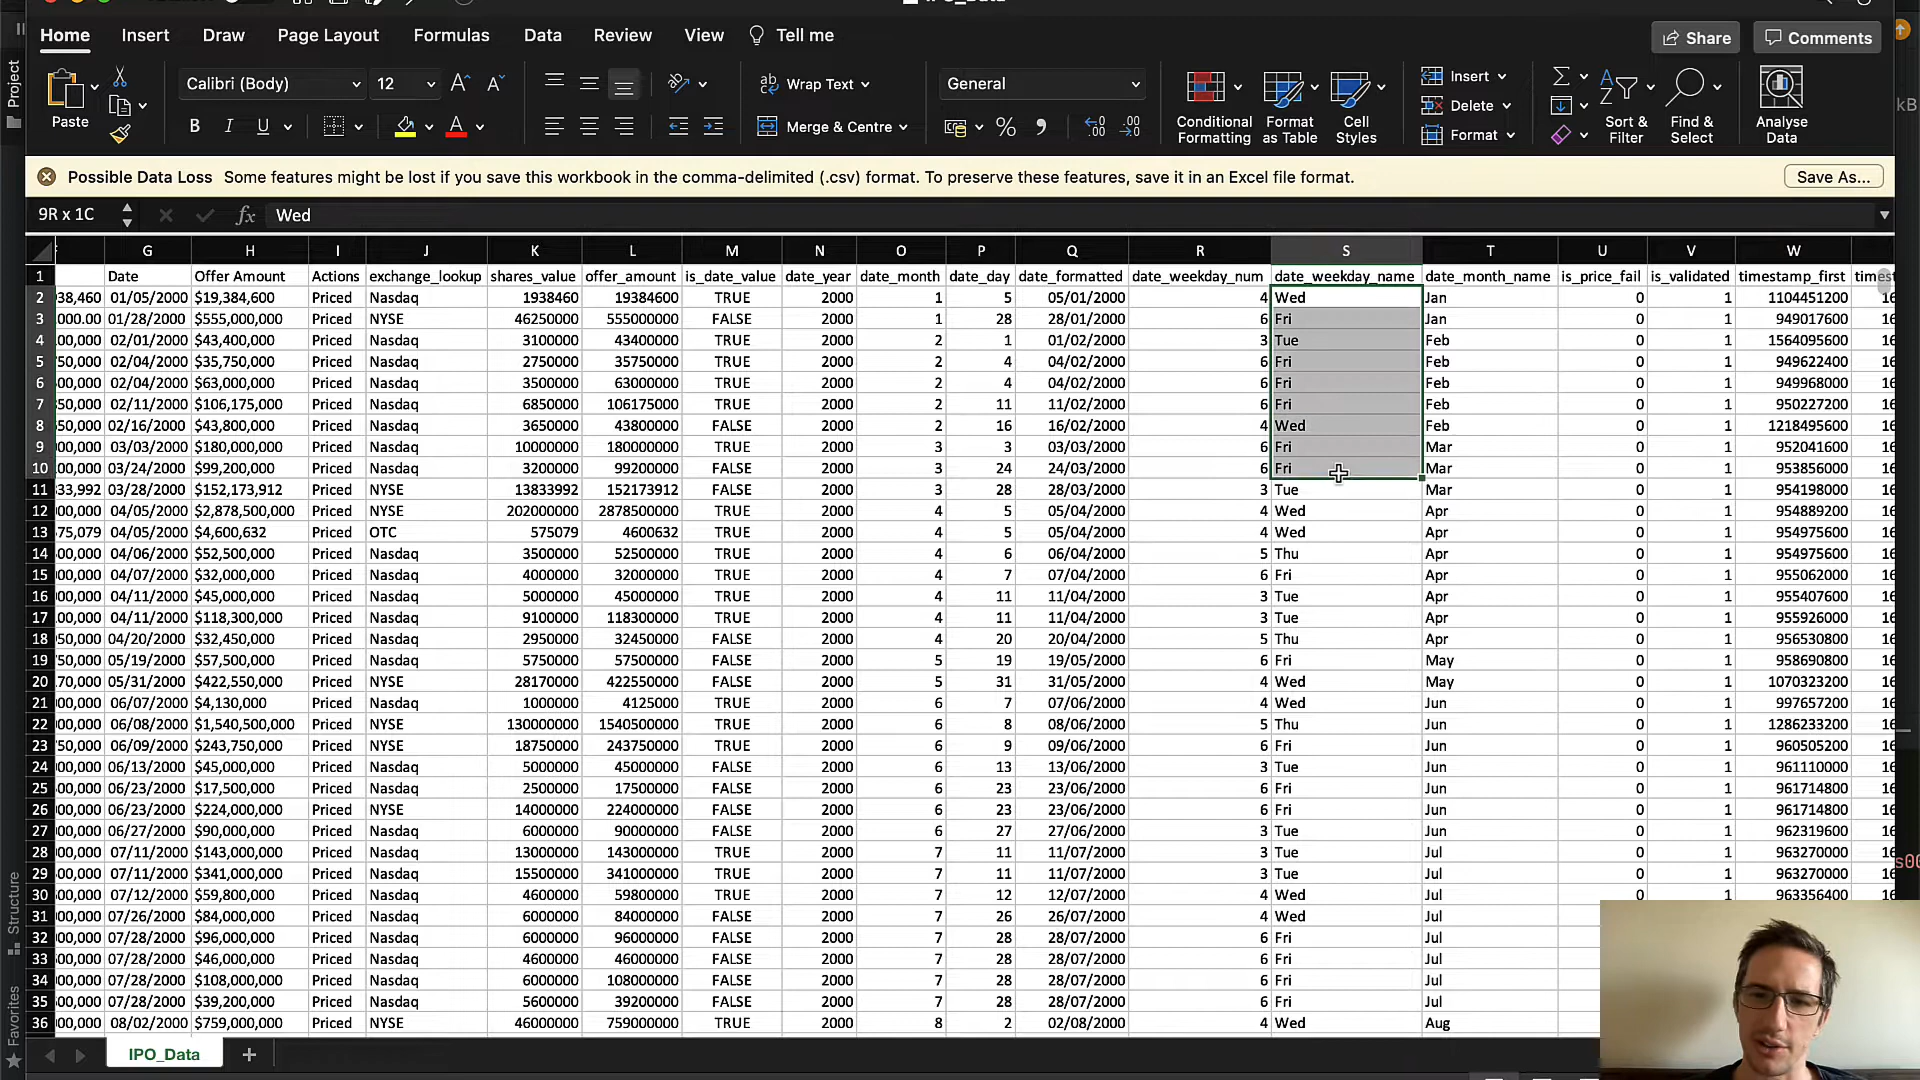 Home Insert Draw Page Layout Formulas Data Review View Tell me Share Comments
Project
Calibri (Body) 12 Wrap Text General Insert
Delete
Paste B I U Merge & Centre Conditional Formatting Format as Table Cell Styles Format Sort & Filter Find & Select Analyse Data
Possible Data Loss Some features might be lost if you save this workbook in the comma-delimited (.csv) format. To preserve these features, save it in an Excel file format. Save As...
9R x 1C fx Wed
G H I J K L M N O P Q R S T U V W
1 Date Offer Amount Actions exchange_lookup shares_value offer_amount is_date_value date_year date_month date_day date_formatted date_weekday_num date_weekday_name date_month_name is_price_fail is_validated timestamp_first
2 38,460 01/05/2000 $19,384,600 Priced Nasdaq 1938460 19384600 TRUE 2000 1 5 05/01/2000 4 Wed Jan 0 1 1104451200 16
3 000.00 01/28/2000 $555,000,000 Priced NYSE 46250000 555000000 FALSE 2000 1 28 28/01/2000 6 Fri Jan 0 1 949017600 16
4 00,000 02/01/2000 $43,400,000 Priced Nasdaq 3100000 43400000 TRUE 2000 2 1 01/02/2000 3 Tue Feb 0 1 1564095600 16
5 50,000 02/04/2000 $35,750,000 Priced Nasdaq 2750000 35750000 TRUE 2000 2 4 04/02/2000 6 Fri Feb 0 1 949622400 16
6 00,000 02/04/2000 $63,000,000 Priced Nasdaq 3500000 63000000 TRUE 2000 2 4 04/02/2000 6 Fri Feb 0 1 949968000 16
7 50,000 02/11/2000 $106,175,000 Priced Nasdaq 6850000 106175000 TRUE 2000 2 11 11/02/2000 6 Fri Feb 0 1 950227200 16
8 50,000 02/16/2000 $43,800,000 Priced Nasdaq 3650000 43800000 FALSE 2000 2 16 16/02/2000 4 Wed Feb 0 1 1218495600 16
9 00,000 03/03/2000 $180,000,000 Priced Nasdaq 10000000 180000000 TRUE 2000 3 3 03/03/2000 6 Fri Mar 0 1 952041600 16
10 00,000 03/24/2000 $99,200,000 Priced Nasdaq 3200000 99200000 FALSE 2000 3 24 24/03/2000 6 Fri Mar 0 1 953856000 16
11 33,992 03/28/2000 $152,173,912 Priced NYSE 13833992 152173912 FALSE 2000 3 28 28/03/2000 3 Tue Mar 0 1 954198000 16
12 00,000 04/05/2000 $2,878,500,000 Priced NYSE 202000000 2878500000 TRUE 2000 4 5 05/04/2000 4 Wed Apr 0 1 954889200 16
13 75,079 04/05/2000 $4,600,632 Priced OTC 575079 4600632 TRUE 2000 4 5 05/04/2000 4 Wed Apr 0 1 954975600 16
14 00,000 04/06/2000 $52,500,000 Priced Nasdaq 3500000 52500000 TRUE 2000 4 6 06/04/2000 5 Thu Apr 0 1 954975600 16
15 00,000 04/07/2000 $32,000,000 Priced Nasdaq 4000000 32000000 TRUE 2000 4 7 07/04/2000 6 Fri Apr 0 1 955062000 16
16 00,000 04/11/2000 $45,000,000 Priced Nasdaq 5000000 45000000 TRUE 2000 4 11 11/04/2000 3 Tue Apr 0 1 955407600 16
17 00,000 04/11/2000 $118,300,000 Priced Nasdaq 9100000 118300000 TRUE 2000 4 11 11/04/2000 3 Tue Apr 0 1 955926000 16
18 50,000 04/20/2000 $32,450,000 Priced Nasdaq 2950000 32450000 FALSE 2000 4 20 20/04/2000 5 Thu Apr 0 1 956530800 16
19 50,000 05/19/2000 $57,500,000 Priced Nasdaq 5750000 57500000 FALSE 2000 5 19 19/05/2000 6 Fri May 0 1 958690800 16
20 70,000 05/31/2000 $422,550,000 Priced NYSE 28170000 422550000 FALSE 2000 5 31 31/05/2000 4 Wed May 0 1 1070323200 16
21 00,000 06/07/2000 $4,130,000 Priced Nasdaq 1000000 4125000 TRUE 2000 6 7 07/06/2000 4 Wed Jun 0 1 997657200 16
22 00,000 06/08/2000 $1,540,500,000 Priced NYSE 130000000 1540500000 TRUE 2000 6 8 08/06/2000 5 Thu Jun 0 1 1286233200 16
23 50,000 06/09/2000 $243,750,000 Priced NYSE 18750000 243750000 TRUE 2000 6 9 09/06/2000 6 Fri Jun 0 1 960505200 16
24 00,000 06/13/2000 $45,000,000 Priced Nasdaq 5000000 45000000 FALSE 2000 6 13 13/06/2000 3 Tue Jun 0 1 961110000 16
25 00,000 06/23/2000 $17,500,000 Priced Nasdaq 2500000 17500000 FALSE 2000 6 23 23/06/2000 6 Fri Jun 0 1 961714800 16
26 00,000 06/23/2000 $224,000,000 Priced NYSE 14000000 224000000 FALSE 2000 6 23 23/06/2000 6 Fri Jun 0 1 961714800 16
27 00,000 06/27/2000 $90,000,000 Priced Nasdaq 6000000 90000000 FALSE 2000 6 27 27/06/2000 3 Tue Jun 0 1 962319600 16
28 00,000 07/11/2000 $143,000,000 Priced Nasdaq 13000000 143000000 TRUE 2000 7 11 11/07/2000 3 Tue Jul 0 1 963270000 16
29 00,000 07/11/2000 $341,000,000 Priced Nasdaq 15500000 341000000 TRUE 2000 7 11 11/07/2000 3 Tue Jul 0 1 963270000 16
30 00,000 07/12/2000 $59,800,000 Priced Nasdaq 4600000 59800000 TRUE 2000 7 12 12/07/2000 4 Wed Jul 0 1 963356400 16
31 00,000 07/26/2000 $84,000,000 Priced Nasdaq 6000000 84000000 FALSE 2000 7 26 26/07/2000 4 Wed Jul
32 00,000 07/28/2000 $96,000,000 Priced Nasdaq 6000000 96000000 FALSE 2000 7 28 28/07/2000 6 Fri Jul
33 00,000 07/28/2000 $46,000,000 Priced Nasdaq 4600000 46000000 FALSE 2000 7 28 28/07/2000 6 Fri Jul
34 00,000 07/28/2000 $108,000,000 Priced Nasdaq 6000000 108000000 FALSE 2000 7 28 28/07/2000 6 Fri Jul
35 00,000 07/28/2000 $39,200,000 Priced Nasdaq 5600000 39200000 FALSE 2000 7 28 28/07/2000 6 Fri Jul
36 00,000 08/02/2000 $759,000,000 Priced NYSE 46000000 759000000 TRUE 2000 8 2 02/08/2000 4 Wed Aug
Structure
Favorites
IPO_Data